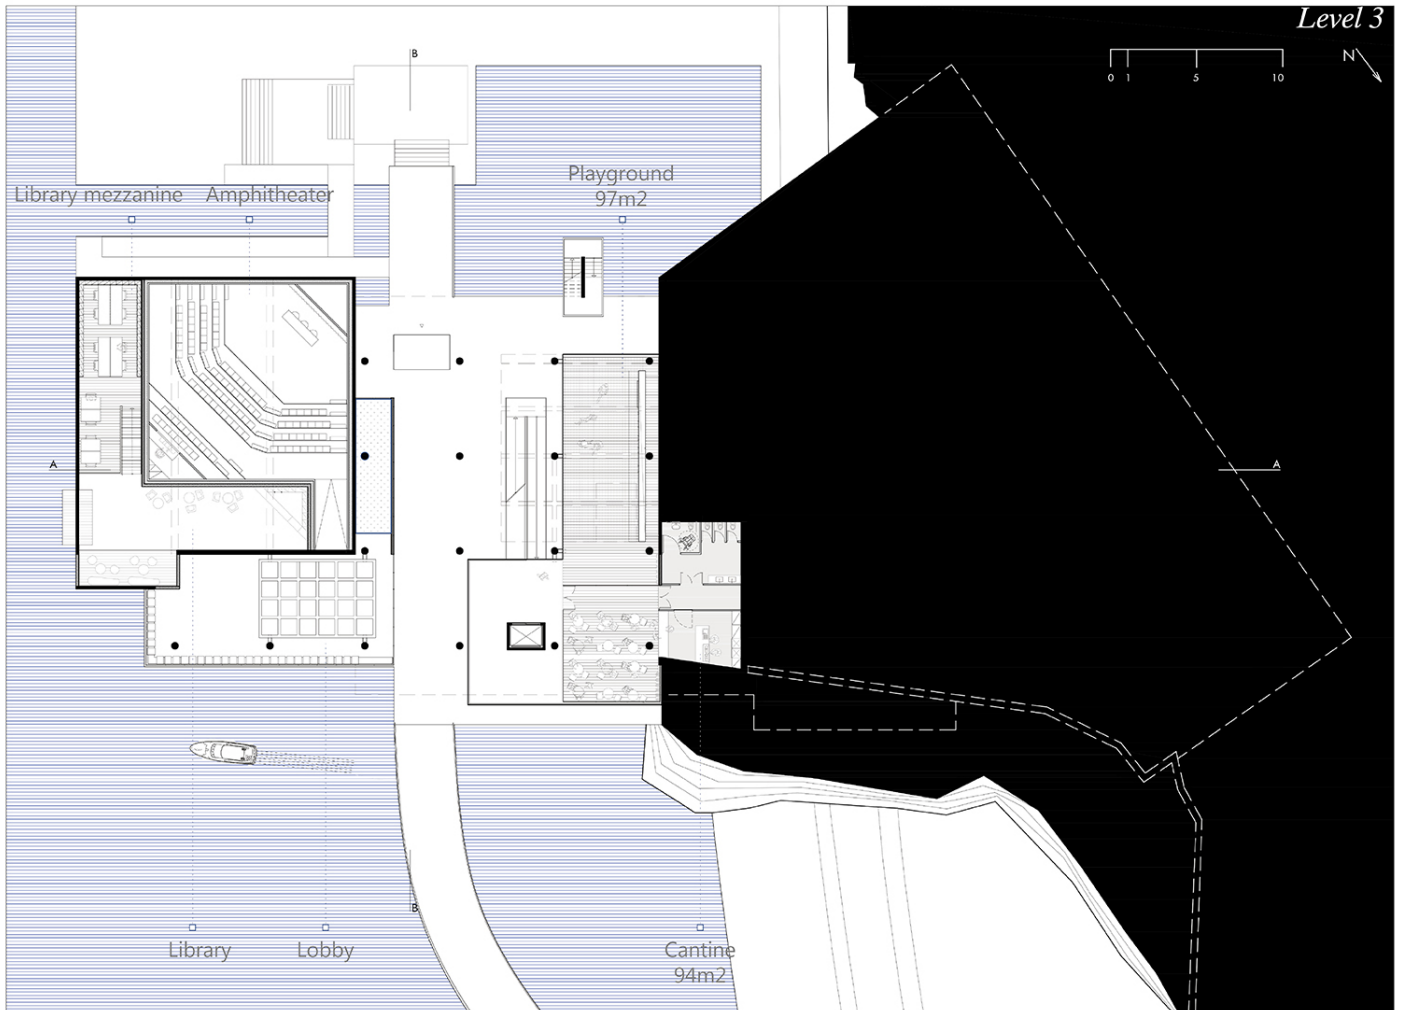 Level 3
B
N
0 1 5 10
Playground
97m2
Library mezzanine
Amphitheater
A
A
B
Library
Lobby
Cantine
94m2